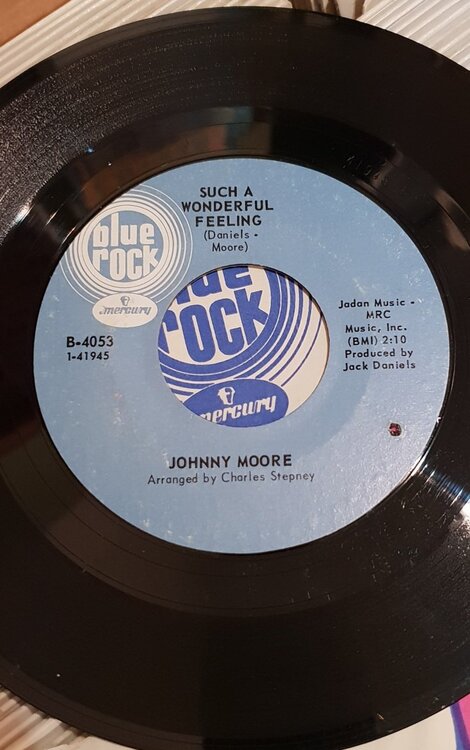 SUCH A
WONDERFUL
FEELING
(Daniels -
Moore)
blue
rock
mercury
B-4053
1-41945
Jadan Music -
MRC
Music, Inc.
(BMI) 2:10
Produced by
Jack Daniels
rock
mercury
JOHNNY MOORE
Arranged by Charles Stepney